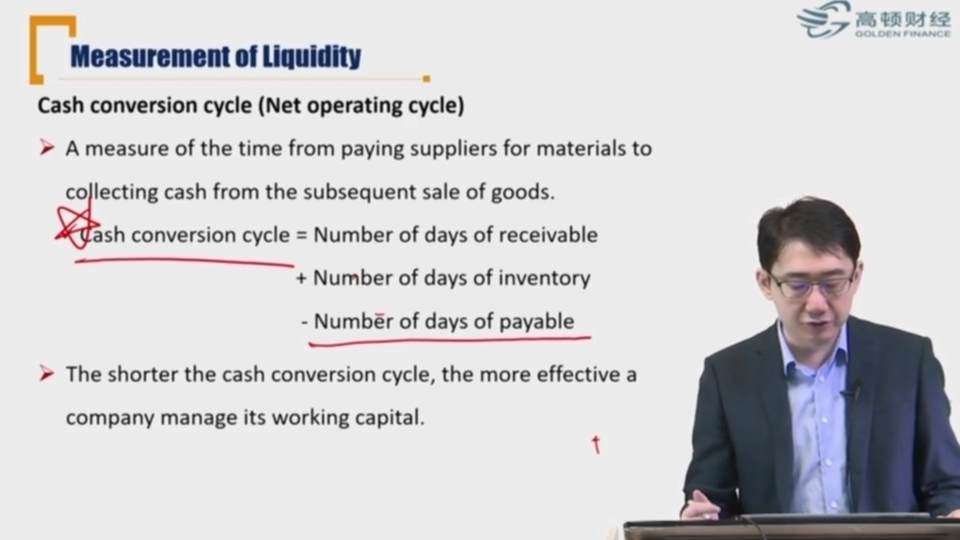 高顿财经
GOLDEN FINANCE
Measurement of Liquidity
Cash conversion cycle (Net operating cycle)
A measure of the time from paying suppliers for materials to
collecting cash from the subsequent sale of goods.
Cash conversion cycle = Number of days of receivable
+ Number of days of inventory
- Number of days of payable
The shorter the cash conversion cycle, the more effective a
company manage its working capital.